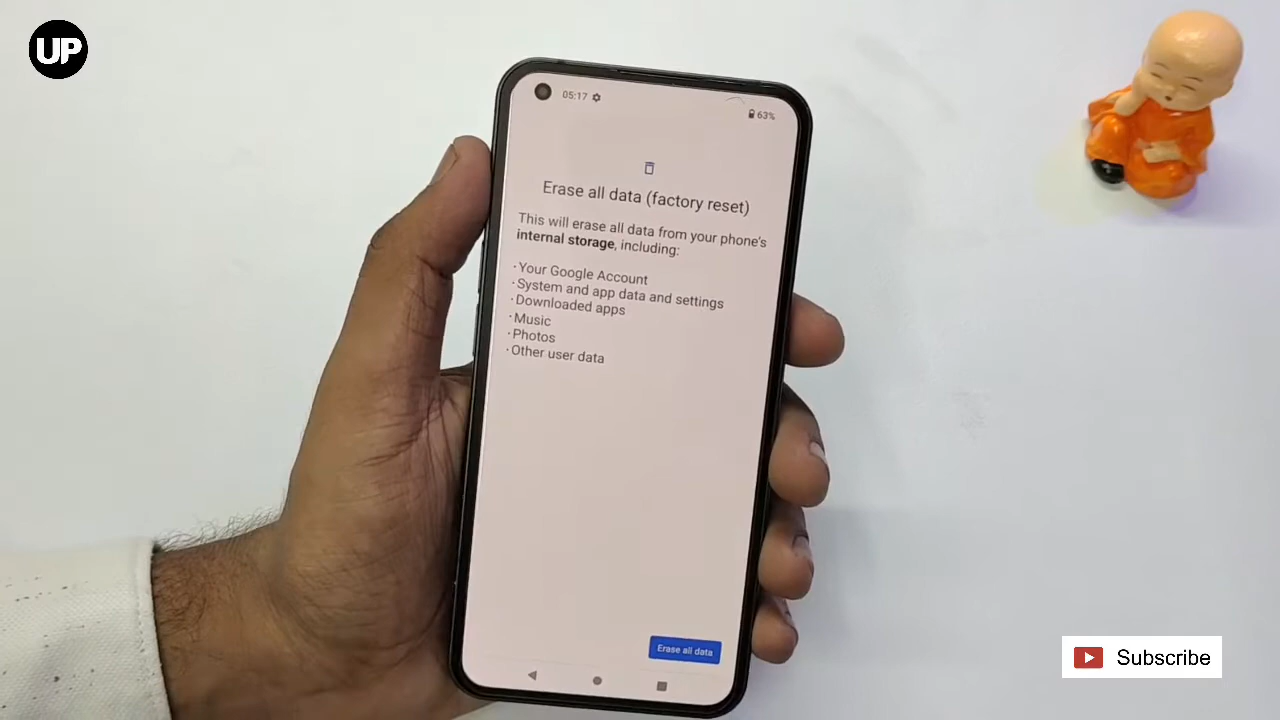 UP
05:17
63%
Erase all data (factory reset)
This will erase all data from your phone's
internal storage, including:
· Your Google Account
· System and app data and settings
· Downloaded apps
· Music
· Photos
· Other user data
Erase all data
Subscribe